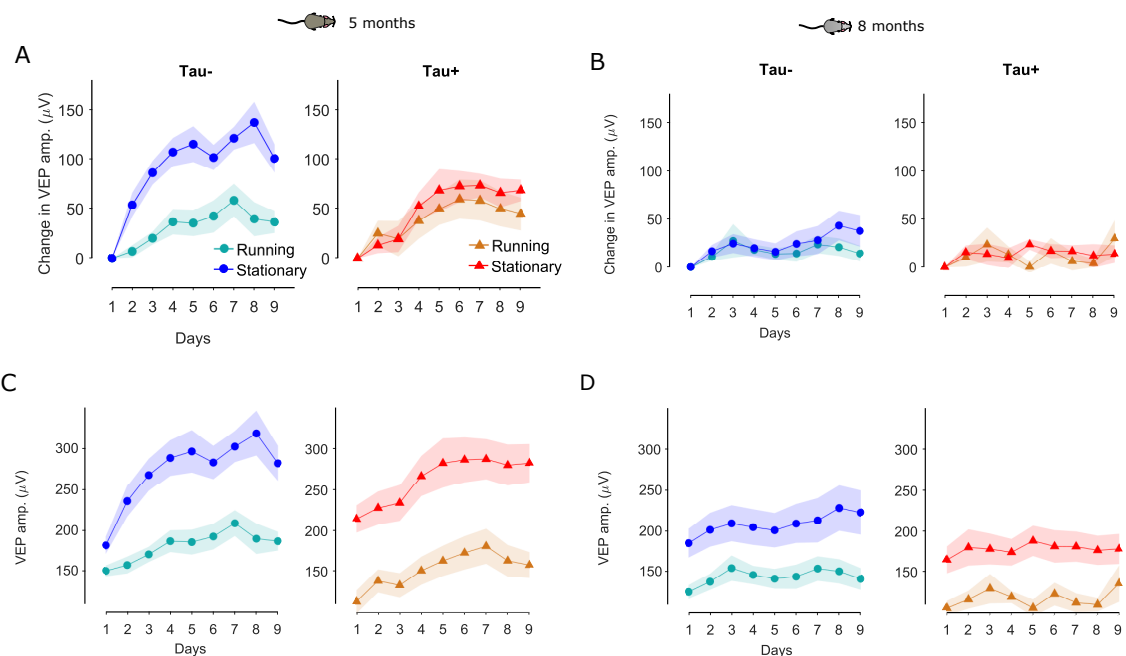 5 months
8 months
A
Tau-
Tau+
B
Tau-
Tau+
Change in VEP amp. (μV)
150
100
50
0
Running
Stationary
1 2 3 4 5 6 7 8 9
Days
150
100
50
0
Running
Stationary
1 2 3 4 5 6 7 8 9
Change in VEP amp. (μV)
150
100
50
0
1 2 3 4 5 6 7 8 9
Days
150
100
50
0
1 2 3 4 5 6 7 8 9
C
D
VEP amp. (μV)
300
250
200
150
1 2 3 4 5 6 7 8 9
Days
300
250
200
150
1 2 3 4 5 6 7 8 9
VEP amp. (μV)
300
250
200
150
1 2 3 4 5 6 7 8 9
Days
300
250
200
150
1 2 3 4 5 6 7 8 9